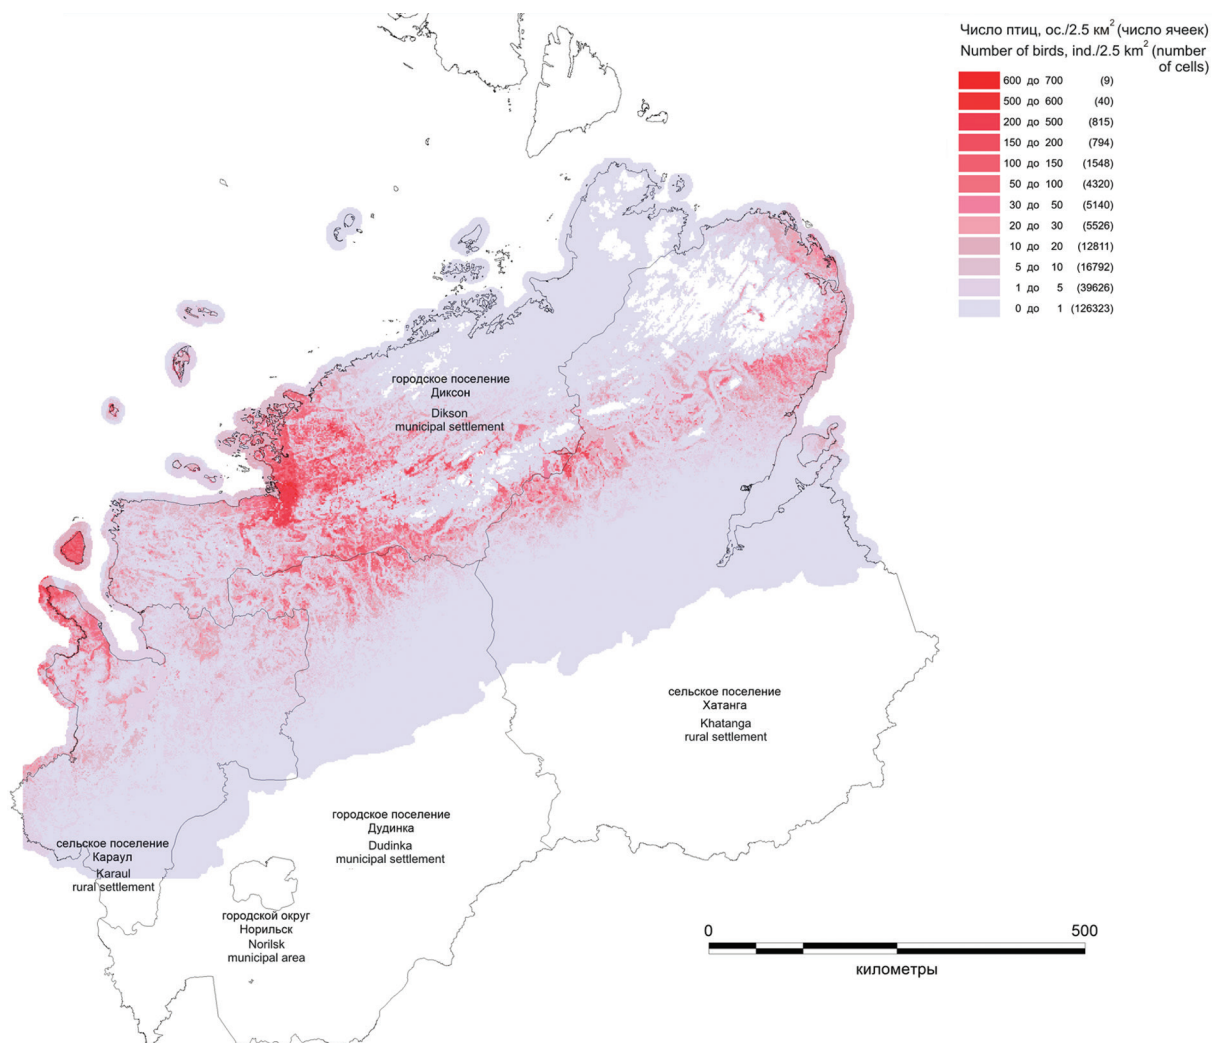 Число птиц, ос./2.5 км² (число ячеек)
Number of birds, ind./2.5 km² (number
of cells)
600 до 700 (9)
500 до 600 (40)
200 до 500 (815)
150 до 200 (794)
100 до 150 (1548)
50 до 100 (4320)
30 до 50 (5140)
20 до 30 (5526)
10 до 20 (12811)
5 до 10 (16792)
1 до 5 (39626)
0 до 1 (126323)
городское поселение
Диксон
Dikson
municipal settlement
сельское поселение
Хатанга
Khatanga
rural settlement
городское поселение
Дудинка
Dudinka
municipal settlement
сельское поселение
Караул
Karaul
rural settlement
городской округ
Норильск
Norilsk
municipal area
0 500
километры